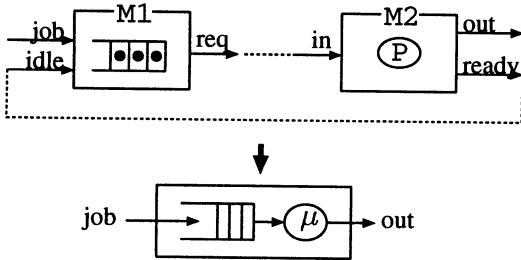 M1 M2
job req in out
idle P ready
job μ out